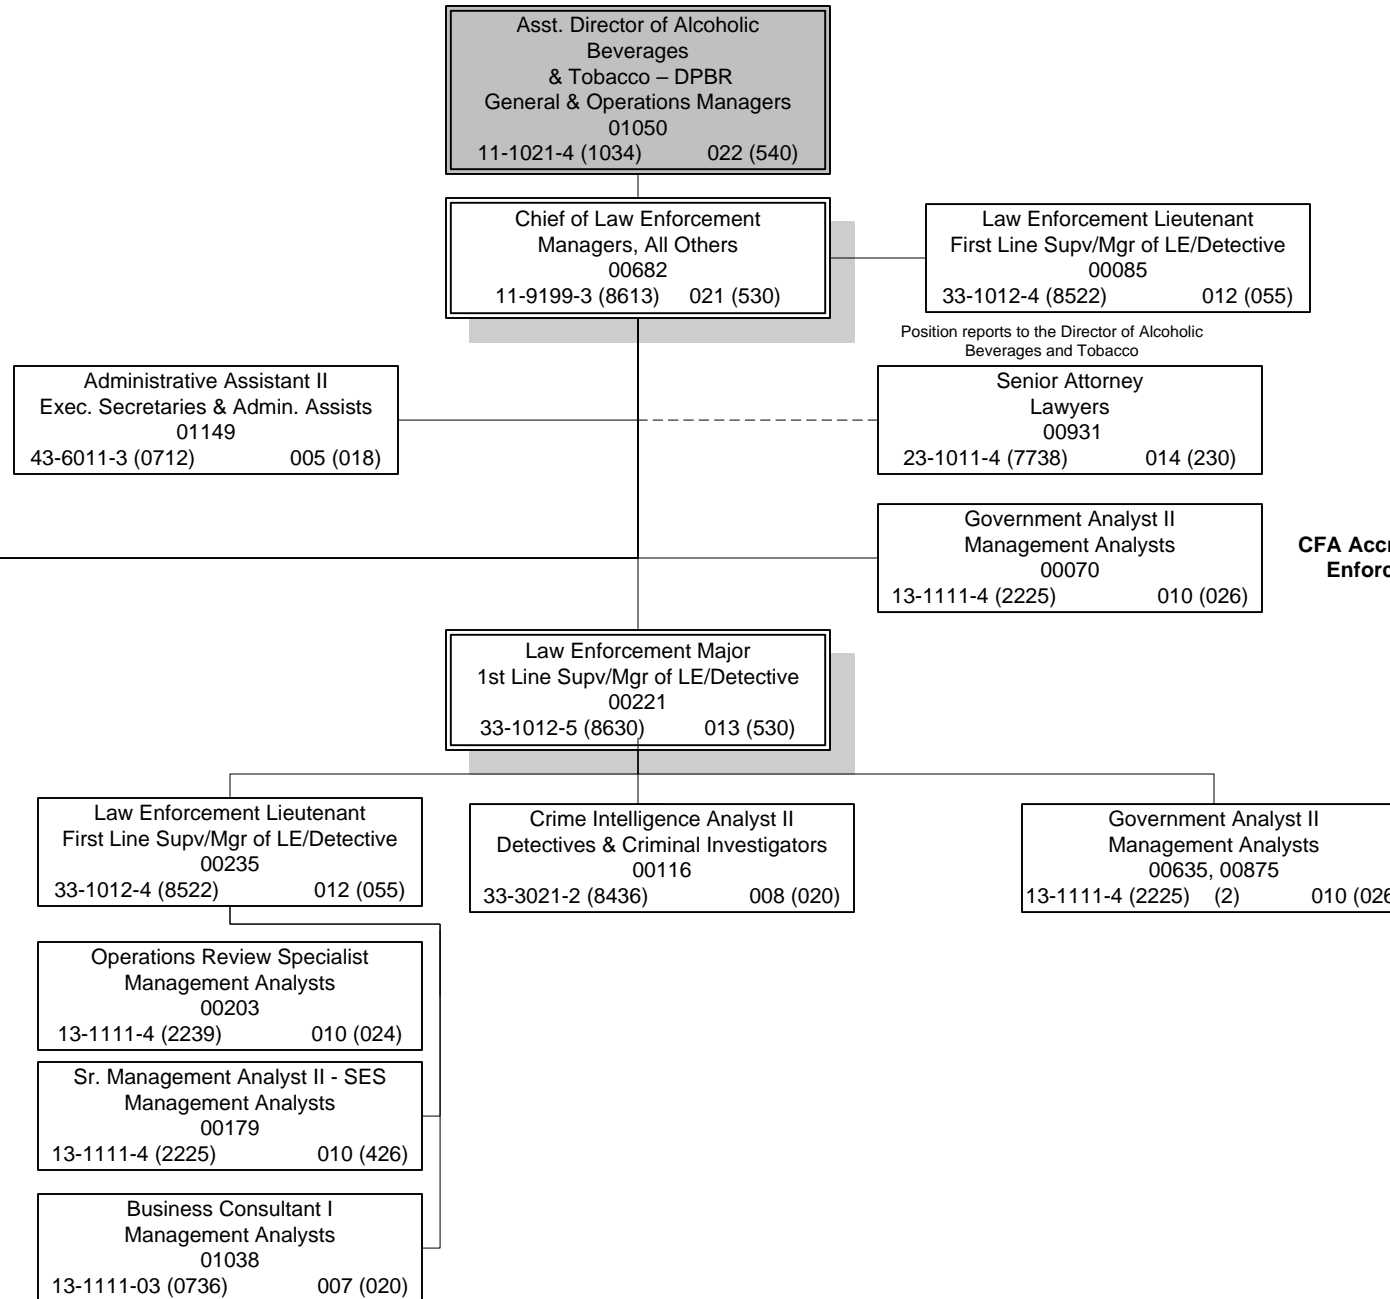 Asst. Director of Alcoholic
Beverages
& Tobacco – DPBR
General & Operations Managers
01050
11-1021-4 (1034) 022 (540)
Chief of Law Enforcement
Managers, All Others
00682
11-9199-3 (8613) 021 (530)
Law Enforcement Lieutenant
First Line Supv/Mgr of LE/Detective
00085
33-1012-4 (8522) 012 (055)
Position reports to the Director of Alcoholic
Beverages and Tobacco
Administrative Assistant II
Exec. Secretaries & Admin. Assists
01149
43-6011-3 (0712) 005 (018)
Senior Attorney
Lawyers
00931
23-1011-4 (7738) 014 (230)
Government Analyst II
Management Analysts
00070
13-1111-4 (2225) 010 (026)
CFA Accr
Enforc
Law Enforcement Major
1st Line Supv/Mgr of LE/Detective
00221
33-1012-5 (8630) 013 (530)
Law Enforcement Lieutenant
First Line Supv/Mgr of LE/Detective
00235
33-1012-4 (8522) 012 (055)
Crime Intelligence Analyst II
Detectives & Criminal Investigators
00116
33-3021-2 (8436) 008 (020)
Government Analyst II
Management Analysts
00635, 00875
13-1111-4 (2225) (2) 010 (026
Operations Review Specialist
Management Analysts
00203
13-1111-4 (2239) 010 (024)
Sr. Management Analyst II - SES
Management Analysts
00179
13-1111-4 (2225) 010 (426)
Business Consultant I
Management Analysts
01038
13-1111-03 (0736) 007 (020)